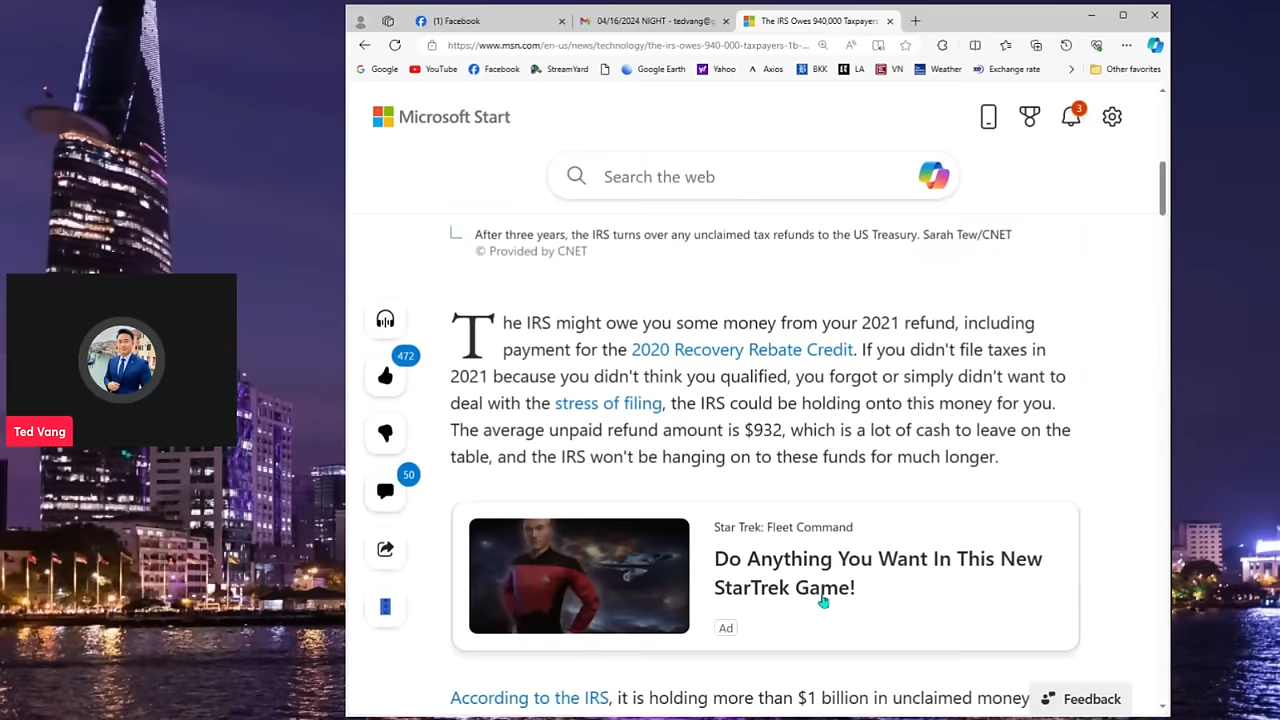 (1) Facebook
04/16/2024 NIGHT - tedvang@
The IRS Owes 940,000 Taxpayers
https://www.msn.com/en-us/news/technology/the-irs-owes-940-000-taxpayers-1b-...
Google
YouTube
Facebook
StreamYard
Google Earth
Yahoo
Axios
BKK
LA
VN
Weather
Exchange rate
Other favorites
Microsoft Start
3
Search the web
After three years, the IRS turns over any unclaimed tax refunds to the US Treasury. Sarah Tew/CNET
© Provided by CNET
The IRS might owe you some money from your 2021 refund, including
payment for the 2020 Recovery Rebate Credit. If you didn't file taxes in
2021 because you didn't think you qualified, you forgot or simply didn't want to
deal with the stress of filing, the IRS could be holding onto this money for you.
The average unpaid refund amount is $932, which is a lot of cash to leave on the
table, and the IRS won't be hanging on to these funds for much longer.
472
50
Star Trek: Fleet Command
Do Anything You Want In This New
StarTrek Game!
Ad
According to the IRS, it is holding more than $1 billion in unclaimed money
Feedback
Ted Vang